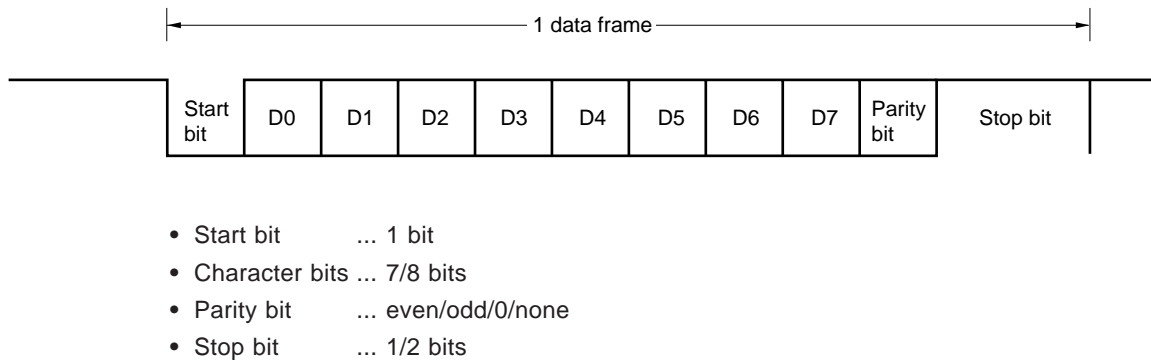 1 data frame
Start bit D0 D1 D2 D3 D4 D5 D6 D7 Parity bit Stop bit
• Start bit ... 1 bit
• Character bits ... 7/8 bits
• Parity bit ... even/odd/0/none
• Stop bit ... 1/2 bits